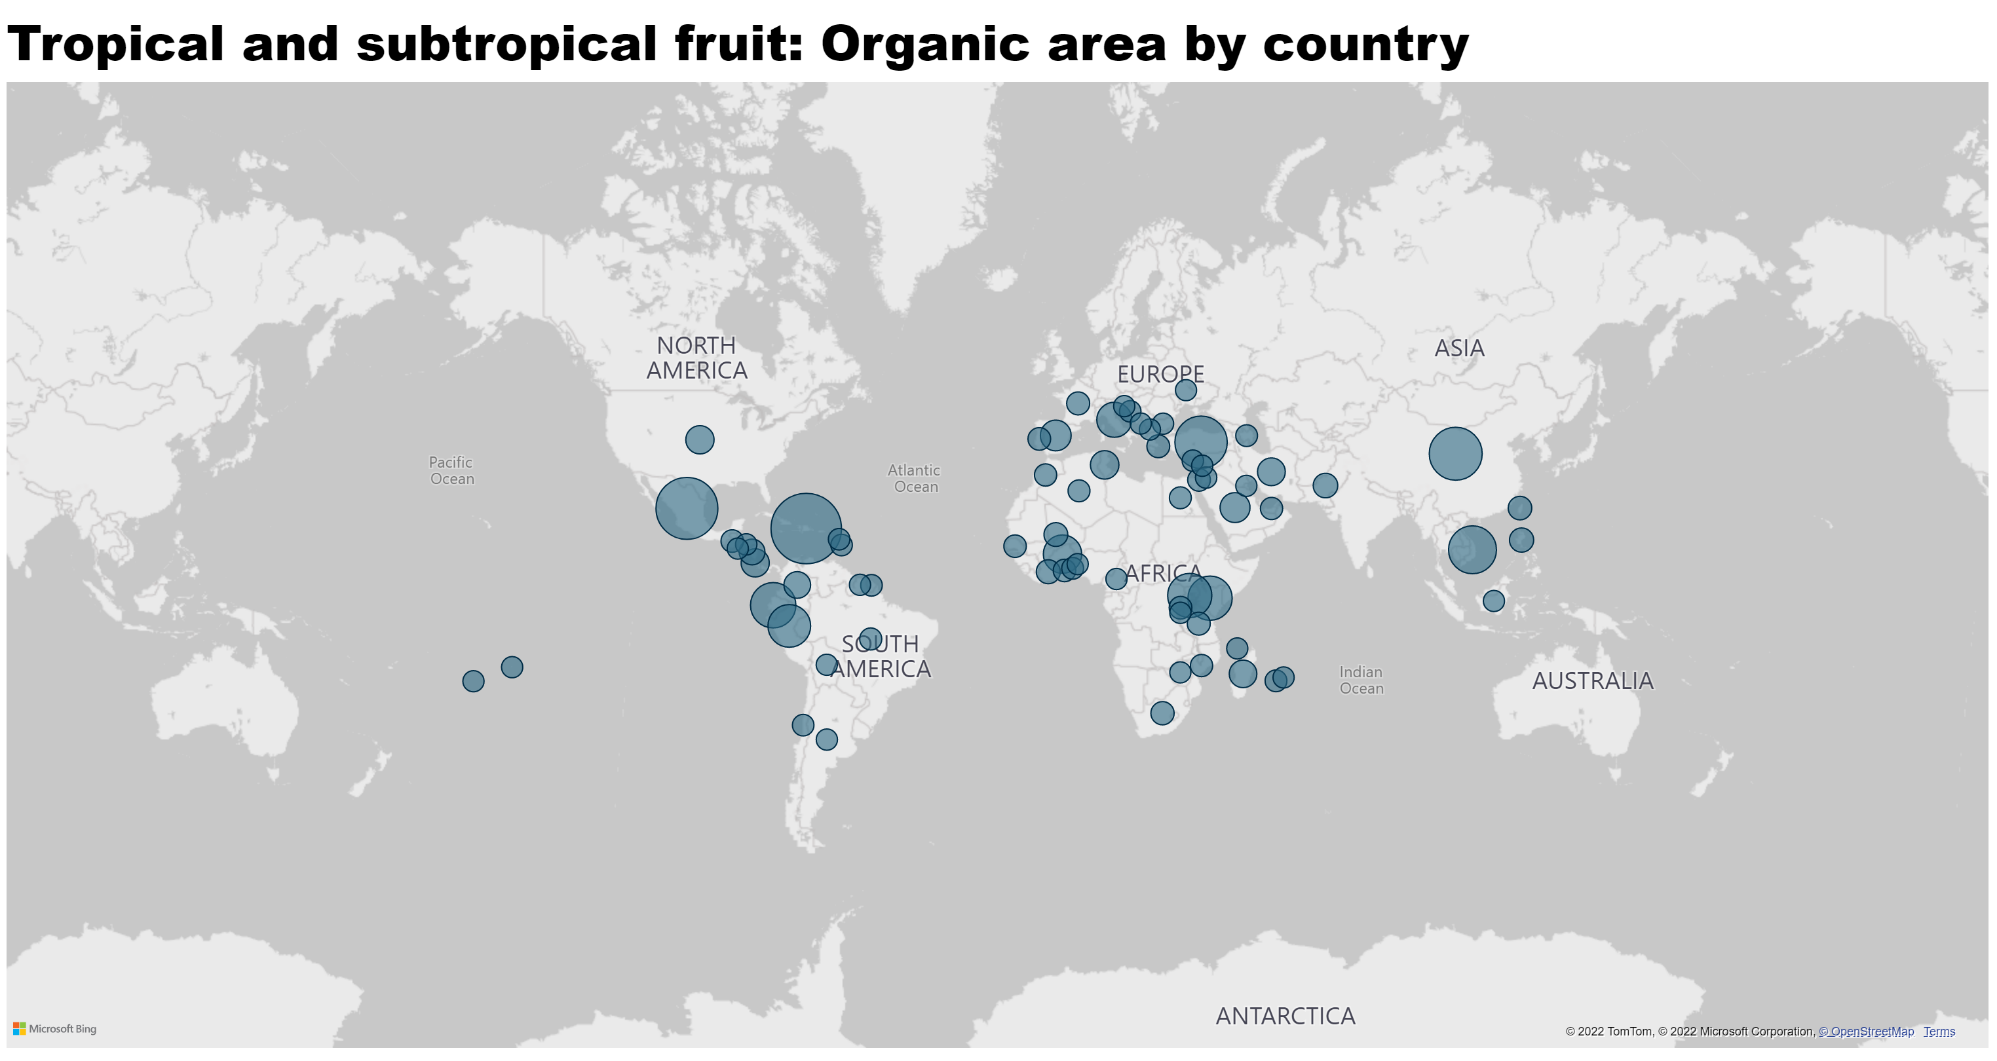 Tropical and subtropical fruit: Organic area by country
NORTH
AMERICA
EUROPE
ASIA
Pacific
Ocean
Atlantic
Ocean
AFRICA
SOUTH
AMERICA
Indian
Ocean
AUSTRALIA
ANTARCTICA
Microsoft Bing
© 2022 TomTom, © 2022 Microsoft Corporation, © OpenStreetMap Terms